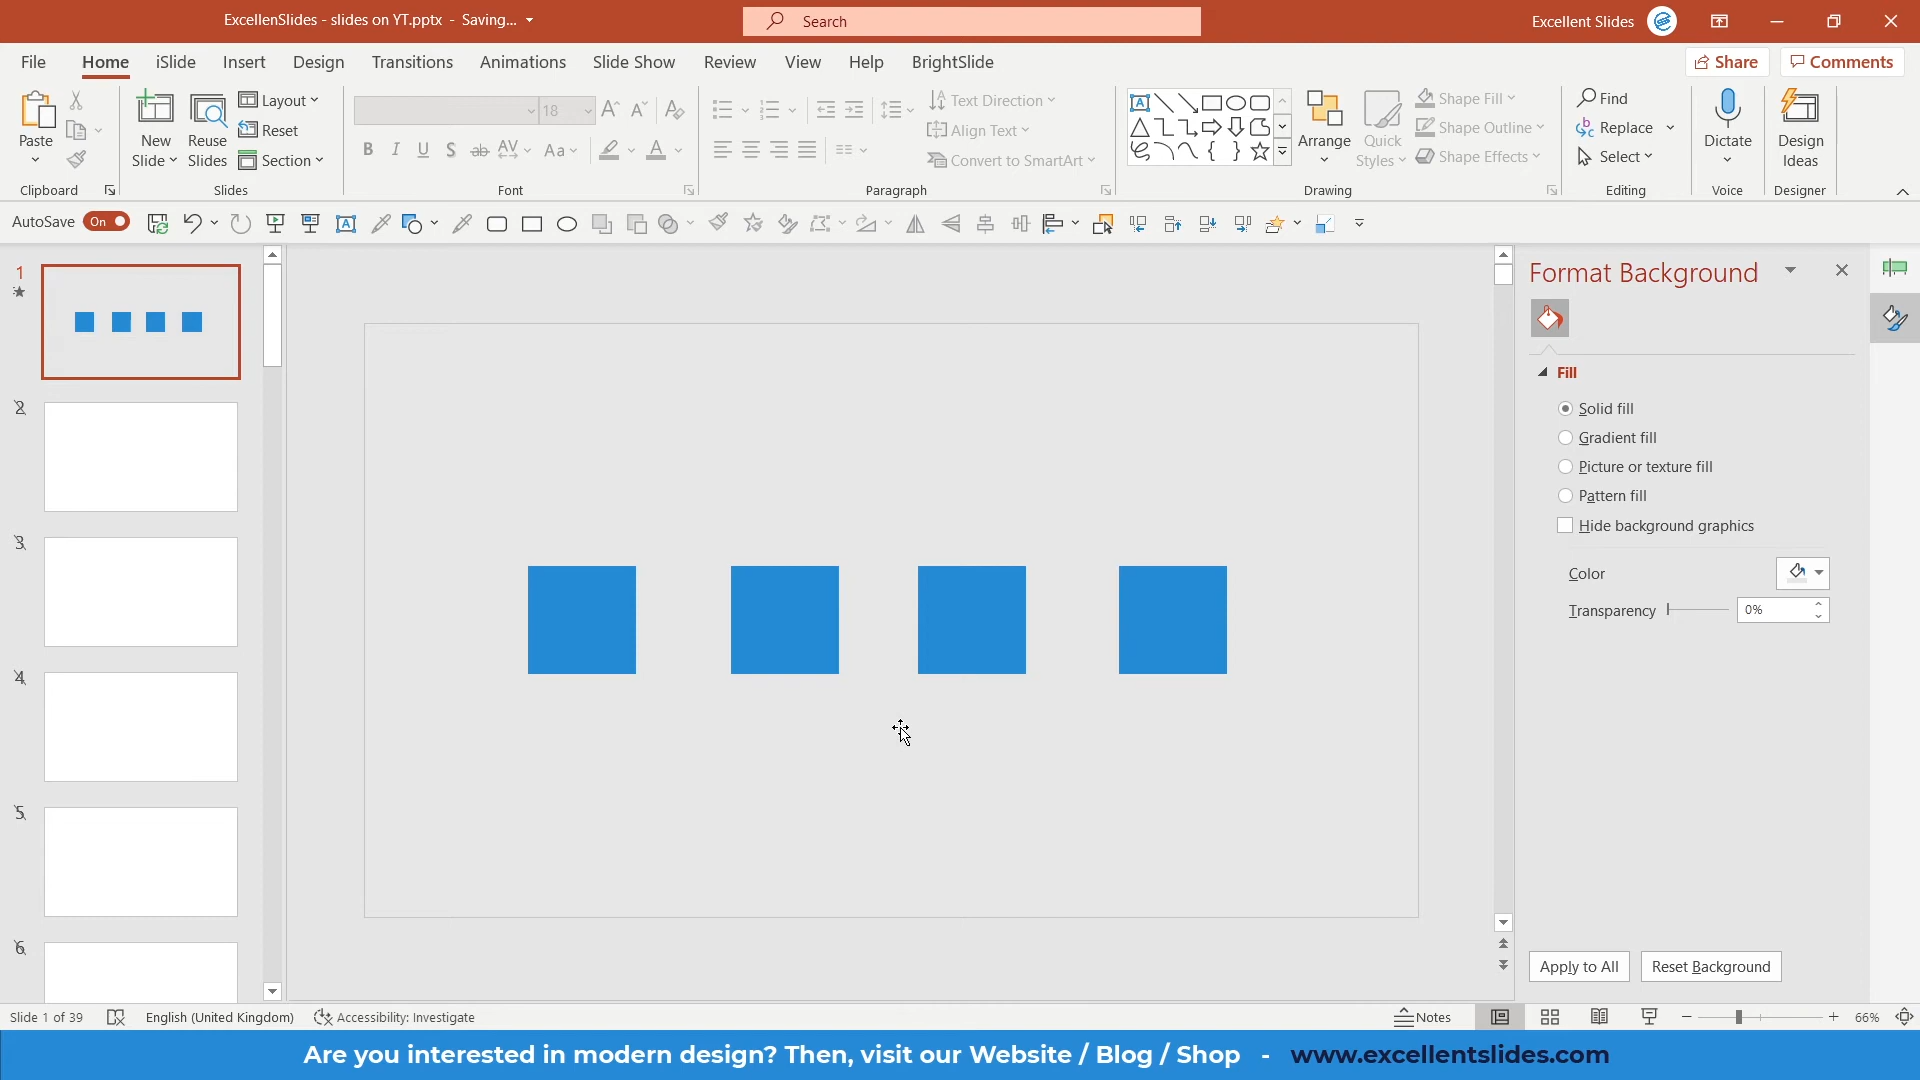 ExcellenSlides - slides on YT.pptx - Saving...
Search
Excellent Slides
File Home iSlide Insert Design Transitions Animations Slide Show Review View Help BrightSlide
Share Comments
Paste
New Slide
Reuse Slides
Layout
Reset
Section
18
B I U S ab AV Aa A
Text Direction
Align Text
Convert to SmartArt
Arrange
Quick Styles
Shape Fill
Shape Outline
Shape Effects
Find
Replace
Select
Dictate
Design Ideas
Clipboard Slides Font Paragraph Drawing Editing Voice Designer
AutoSave On
1
2
3
4
5
6
Format Background
Fill
Solid fill
Gradient fill
Picture or texture fill
Pattern fill
Hide background graphics
Color
Transparency 0%
Apply to All Reset Background
Slide 1 of 39 English (United Kingdom) Accessibility: Investigate Notes 66%
Are you interested in modern design? Then, visit our Website / Blog / Shop - www.excellentslides.com